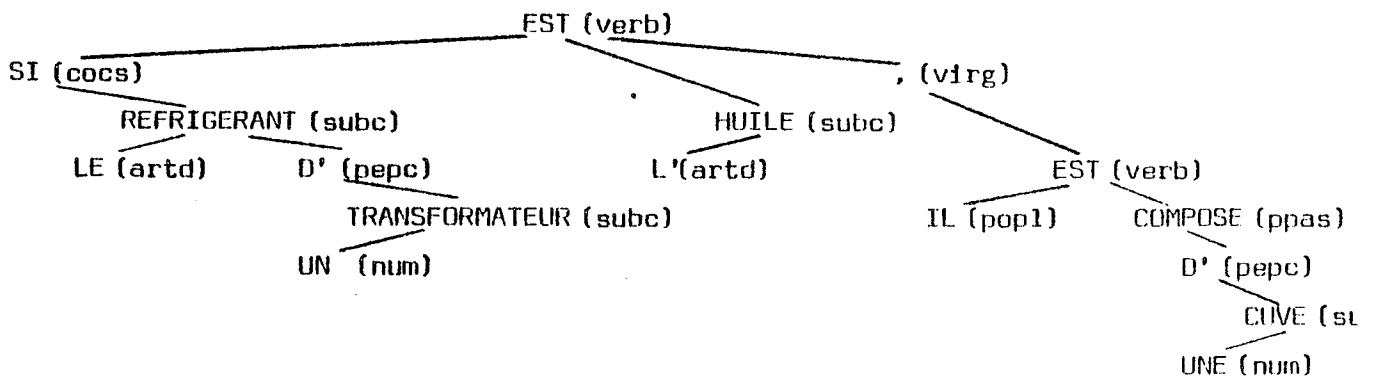 EST (verb)
SI (cocs) , (virg)
REFRIGERANT (subc) HUILE (subc)
LE (artd) D' (pepc) L'(artd) EST (verb)
TRANSFORMATEUR (subc) IL (popl) COMPOSE (ppas)
UN (num) D' (pepc)
CUVE (su
UNE (num)